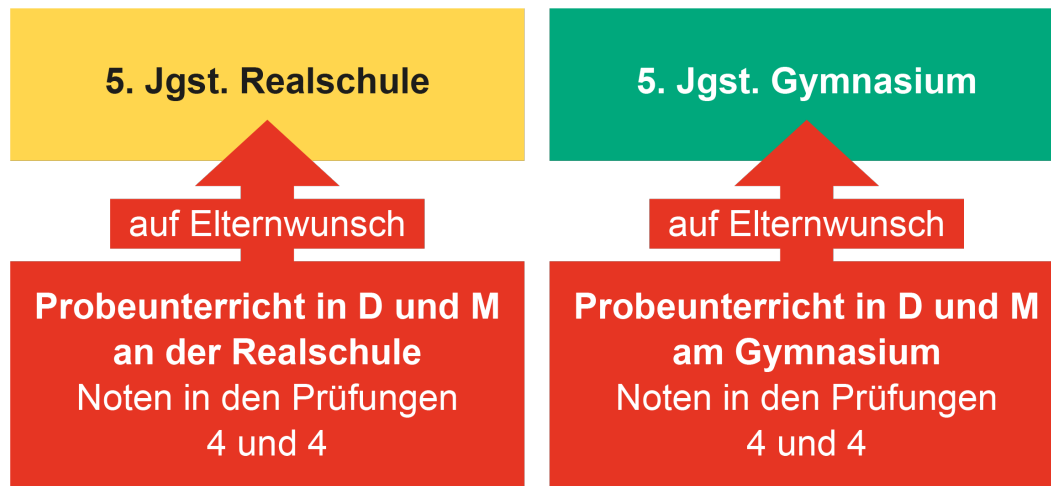 5. Jgst. Realschule
auf Elternwunsch
Probeunterricht in D und M
an der Realschule
Noten in den Prüfungen
4 und 4
5. Jgst. Gymnasium
auf Elternwunsch
Probeunterricht in D und M
am Gymnasium
Noten in den Prüfungen
4 und 4